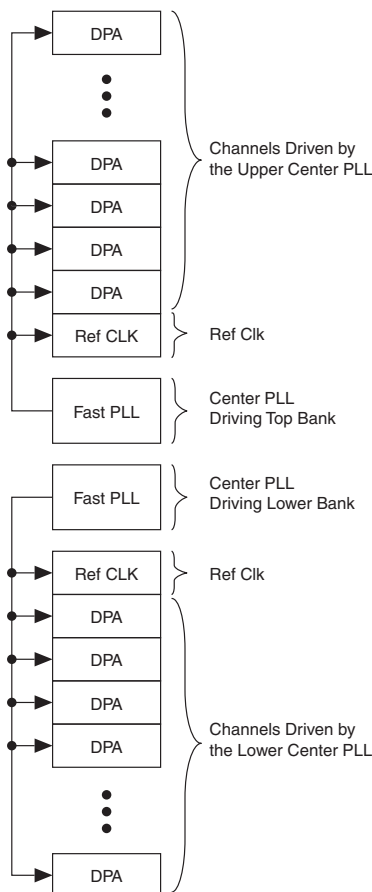 DPA
DPA
Channels Driven by
the Upper Center PLL
DPA
DPA
DPA
Ref CLK
Ref Clk
Fast PLL
Center PLL
Driving Top Bank
Fast PLL
Center PLL
Driving Lower Bank
Ref CLK
Ref Clk
DPA
DPA
DPA
DPA
Channels Driven by
the Lower Center PLL
DPA